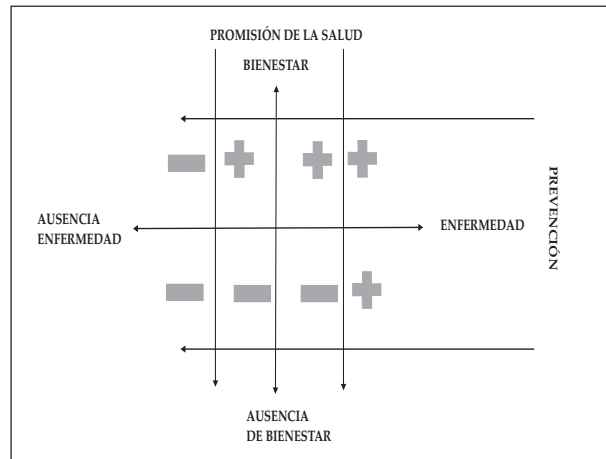 PROMISIÓN DE LA SALUD
BIENESTAR
AUSENCIA
ENFERMEDAD
ENFERMEDAD
PREVENCIÓN
AUSENCIA
DE BIENESTAR